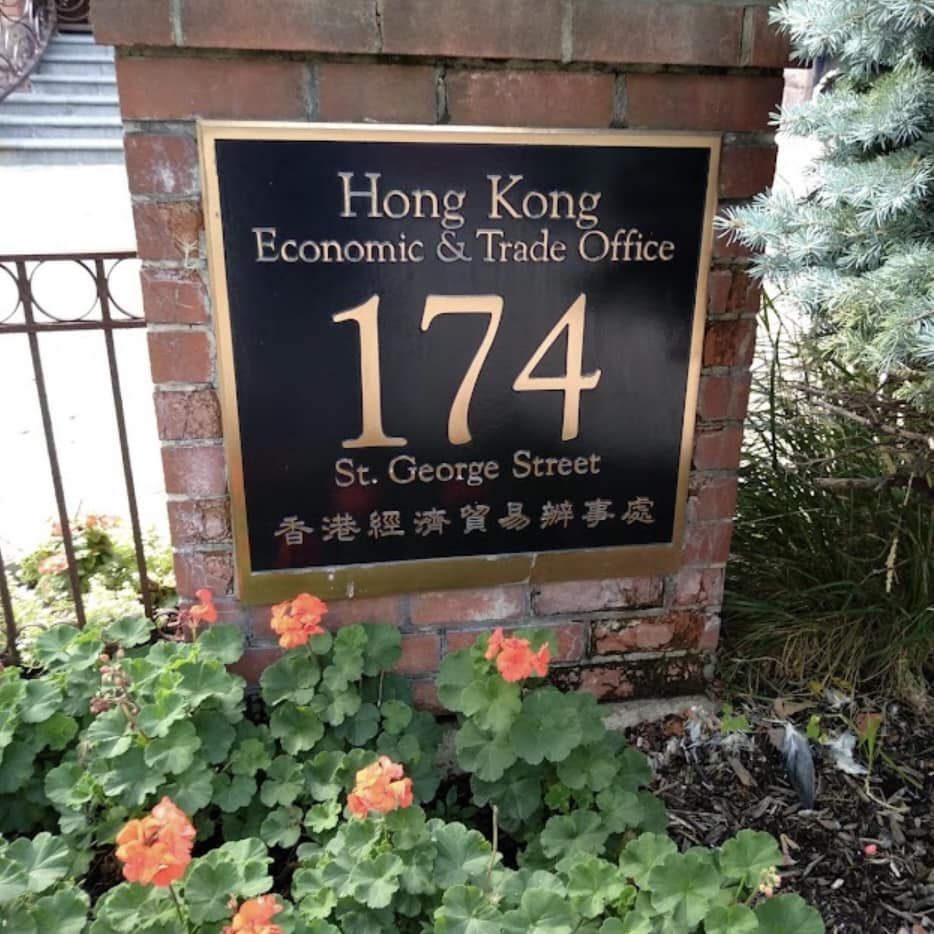 Hong Kong
Economic & Trade Office
174
St. George Street
香港經濟貿易辦事處